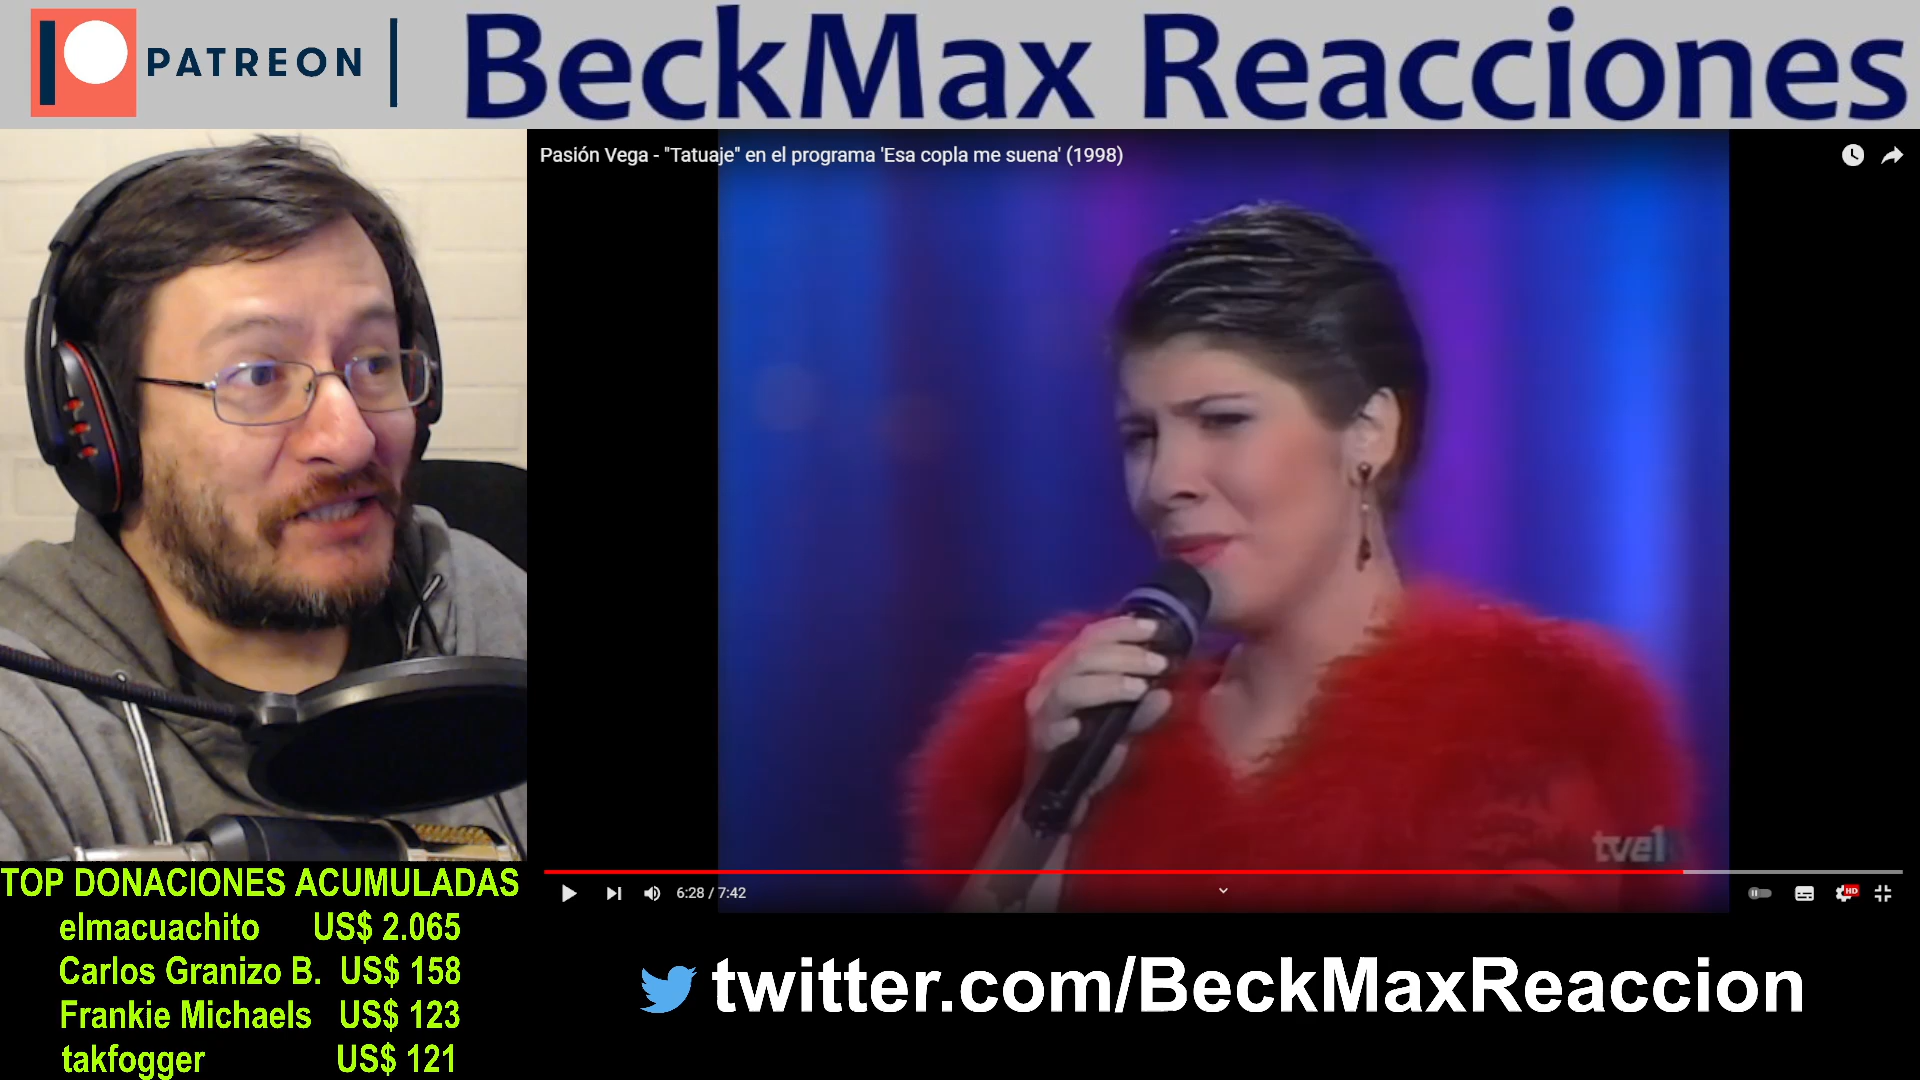 PATREON
BeckMax Reacciones
Pasión Vega - "Tatuaje" en el programa 'Esa copla me suena' (1998)
tve1
6:28 / 7:42
HD
TOP DONACIONES ACUMULADAS
elmacuachito US$ 2.065
Carlos Granizo B. US$ 158
Frankie Michaels US$ 123
takfogger US$ 121
twitter.com/BeckMaxReaccion